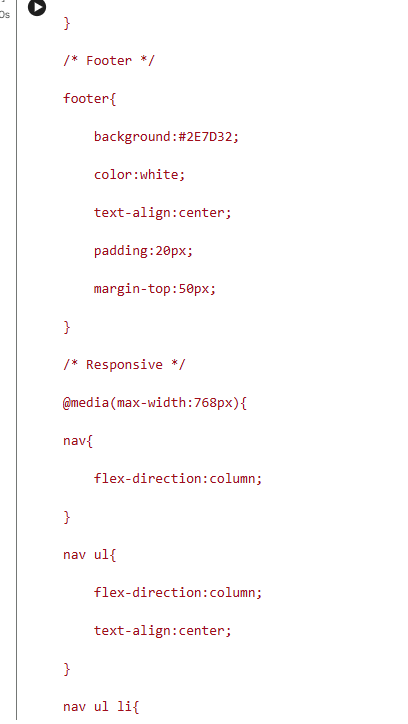 0s
}
/* Footer */
footer{
    background:#2E7D32;
    color:white;
    text-align:center;
    padding:20px;
    margin-top:50px;
}
/* Responsive */
@media(max-width:768px){
nav{
    flex-direction:column;
}
nav ul{
    flex-direction:column;
    text-align:center;
}
nav ul li{